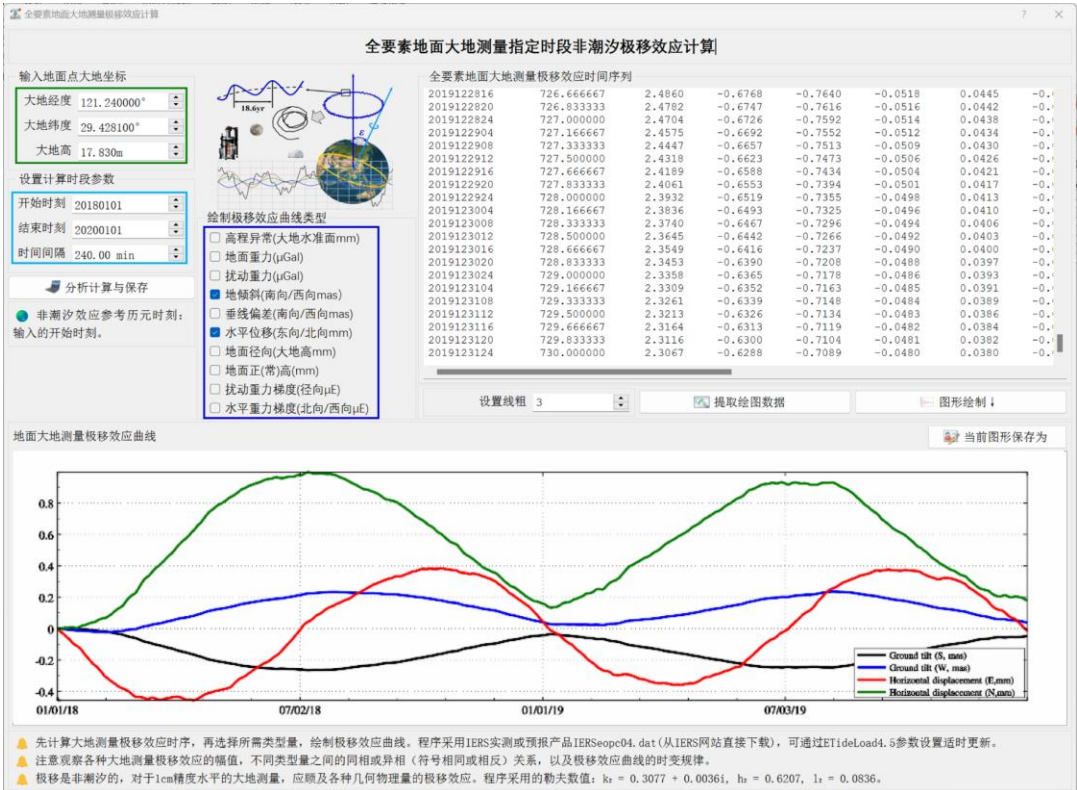 全要素地面大地测量极移效应计算
全要素地面大地测量指定时段非潮汐极移效应计算
输入地面点大地坐标
大地经度 121.240000°
大地纬度 29.428100°
大地高 17.830m
设置计算时段参数
开始时刻 20180101
结束时刻 20200101
时间间隔 240.00 min
分析计算与保存
非潮汐效应参考历元时刻:
输入的开始时刻。
18.6yr
ε
绘制极移效应曲线类型
高程异常(大地水准面mm)
地面重力(μGal)
扰动重力(μGal)
地倾斜(南向/西向mas)
垂线偏差(南向/西向mas)
水平位移(东向/北向mm)
地面径向(大地高mm)
地面正(常)高(mm)
扰动重力梯度(径向μE)
水平重力梯度(北向/西向μE)
全要素地面大地测量极移效应时间序列
2019122816 726.666667 2.4860 -0.6768 -0.7640 -0.0518 0.0445 -0.
2019122820 726.833333 2.4782 -0.6747 -0.7616 -0.0516 0.0442 -0.
2019122824 727.000000 2.4704 -0.6726 -0.7592 -0.0514 0.0438 -0.
2019122904 727.166667 2.4575 -0.6692 -0.7552 -0.0512 0.0434 -0.
2019122908 727.333333 2.4447 -0.6657 -0.7513 -0.0509 0.0430 -0.
2019122912 727.500000 2.4318 -0.6623 -0.7473 -0.0506 0.0426 -0.
2019122916 727.666667 2.4189 -0.6588 -0.7434 -0.0504 0.0421 -0.
2019122920 727.833333 2.4061 -0.6553 -0.7394 -0.0501 0.0417 -0.
2019122924 728.000000 2.3932 -0.6519 -0.7355 -0.0498 0.0413 -0.
2019123004 728.166667 2.3836 -0.6493 -0.7325 -0.0496 0.0410 -0.
2019123008 728.333333 2.3740 -0.6467 -0.7296 -0.0494 0.0406 -0.
2019123012 728.500000 2.3645 -0.6442 -0.7266 -0.0492 0.0403 -0.
2019123016 728.666667 2.3549 -0.6416 -0.7237 -0.0490 0.0400 -0.
2019123020 728.833333 2.3453 -0.6390 -0.7208 -0.0488 0.0397 -0.
2019123024 729.000000 2.3358 -0.6365 -0.7178 -0.0486 0.0393 -0.
2019123104 729.166667 2.3309 -0.6352 -0.7163 -0.0485 0.0391 -0.
2019123108 729.333333 2.3261 -0.6339 -0.7148 -0.0484 0.0389 -0.
2019123112 729.500000 2.3213 -0.6326 -0.7134 -0.0483 0.0386 -0.
2019123116 729.666667 2.3164 -0.6313 -0.7119 -0.0482 0.0384 -0.
2019123120 729.833333 2.3116 -0.6300 -0.7104 -0.0481 0.0382 -0.
2019123124 730.000000 2.3067 -0.6288 -0.7089 -0.0480 0.0380 -0.
设置线粗 3 提取绘图数据 图形绘制↓
地面大地测量极移效应曲线
当前图形保存为
0.8
0.6
0.4
0.2
0
-0.2
-0.4
01/01/18 07/02/18 01/01/19 07/03/19
Ground tilt (S, mas)
Ground tilt (W, mas)
Horizontal displacement (E,mm)
Horizontal displacement (N,mm)
先计算大地测量极移效应时序，再选择所需类型量，绘制极移效应曲线。程序采用IERS实测或预报产品IERSeopc04.dat(从IERS网站直接下载)，可通过ETideLoad4.5参数设置适时更新。
注意观察各种大地测量极移效应的幅值，不同类型量之间的同相或异相（符号相同或相反）关系，以及极移效应曲线的时变规律。
极移是非潮汐的，对于1cm精度水平的大地测量，应顾及各种几何物理量的极移效应。程序采用的勒夫数值：k₂ = 0.3077 + 0.0036i, h₂ = 0.6207, l₂ = 0.0836。